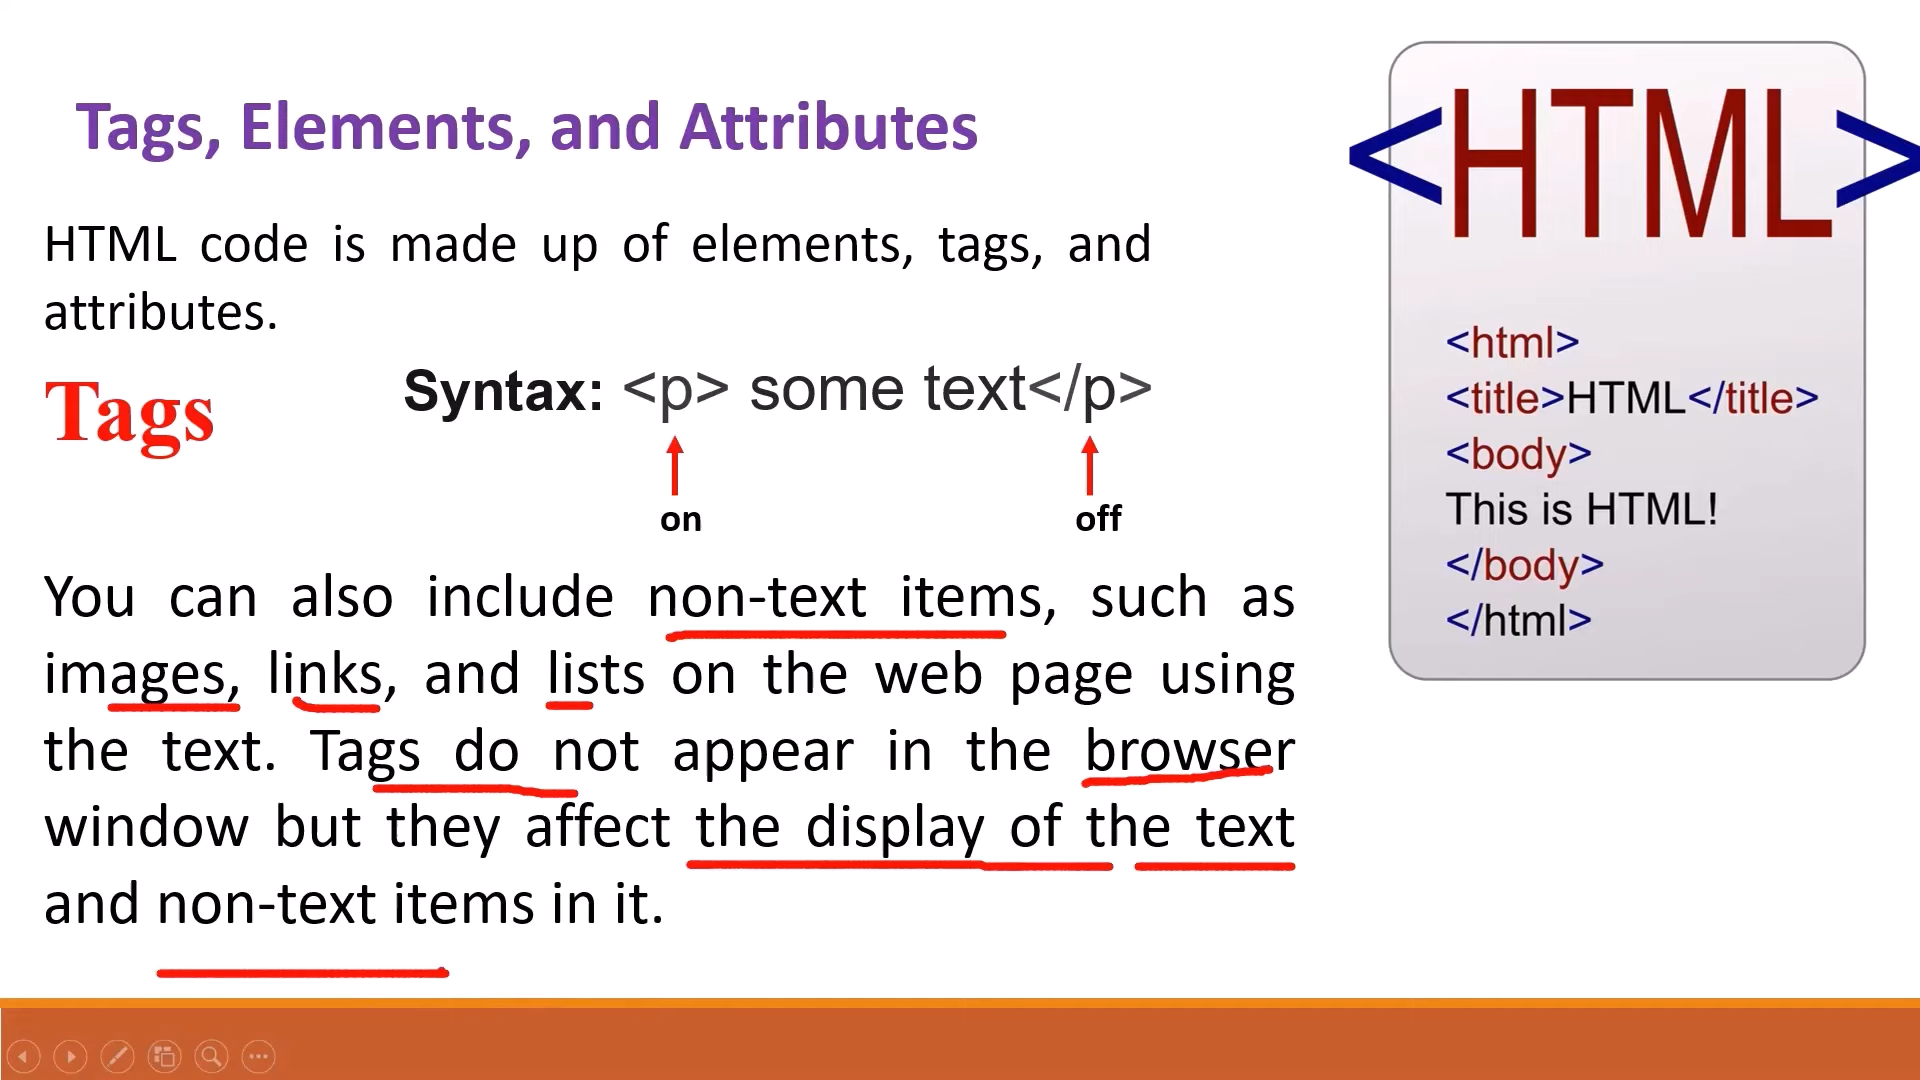 Tags, Elements, and Attributes
HTML code is made up of elements, tags, and
attributes.
Tags
Syntax: <p> some text</p>
on
off
You can also include non-text items, such as
images, links, and lists on the web page using
the text. Tags do not appear in the browser
window but they affect the display of the text
and non-text items in it.
<HTML>
<html>
<title>HTML</title>
<body>
This is HTML!
</body>
</html>